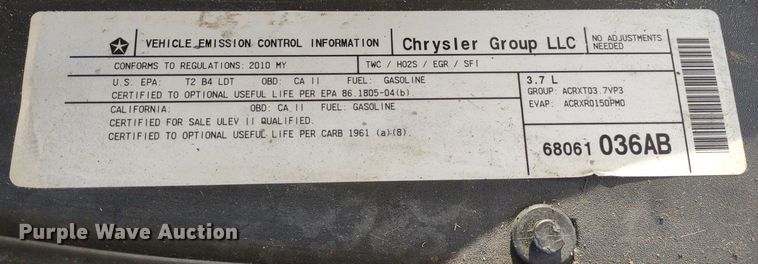 VEHICLE EMISSION CONTROL INFORMATION
Chrysler Group LLC
NO ADJUSTMENTS
NEEDED
CONFORMS TO REGULATIONS: 2010 MY
TWC / HO2S / EGR / SFI
U.S. EPA: T2 B4 LDT OBD: CA II FUEL: GASOLINE
CERTIFIED TO OPTIONAL USEFUL LIFE PER EPA 86.1805-04(b).
CALIFORNIA: OBD: CA II FUEL: GASOLINE
CERTIFIED FOR SALE ULEV II QUALIFIED.
CERTIFIED TO OPTIONAL USEFUL LIFE PER CARB 1961 (a)(8).
3.7 L
GROUP: ACRXT03.7VP3
EVAP: ACRXR0150PMO
68061 036AB
Purple Wave Auction